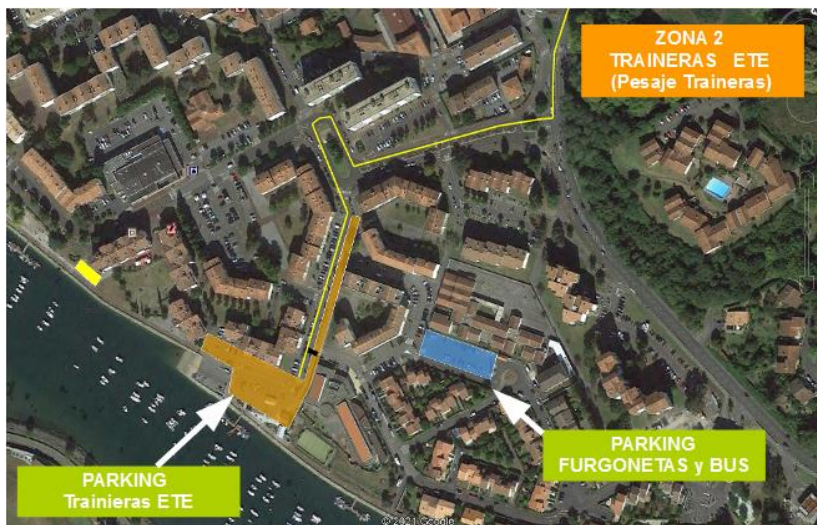 ZONA 2
TRAINERAS ETE
(Pesaje Traineras)
PARKING
FURGONETAS y BUS
PARKING
Trainieras ETE
©2021 Google